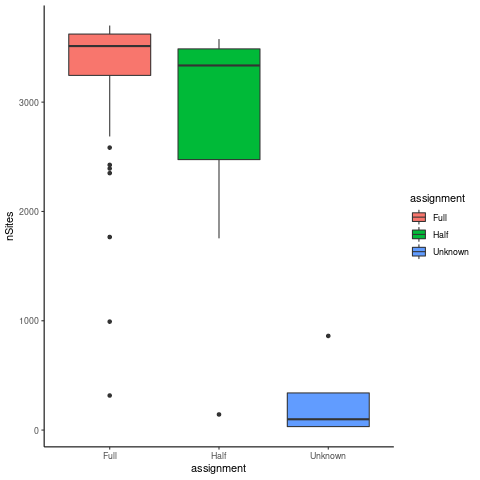 nSites
3000
2000
1000
0
Full Half Unknown
assignment
assignment
Full
Half
Unknown